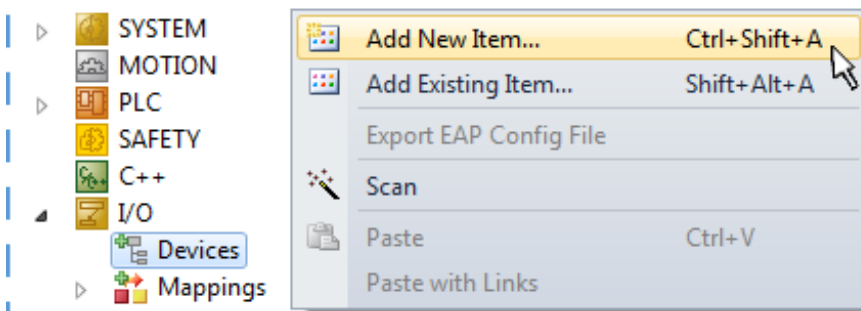 SYSTEM
MOTION
PLC
SAFETY
C++
I/O
Devices
Mappings
Add New Item... Ctrl+Shift+A
Add Existing Item... Shift+Alt+A
Export EAP Config File
Scan
Paste Ctrl+V
Paste with Links